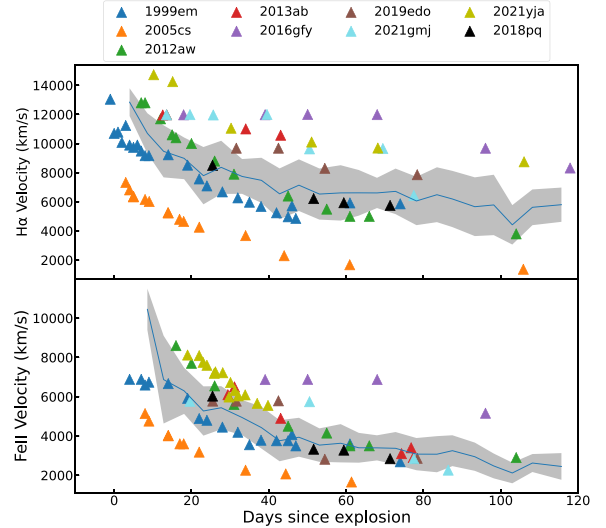 1999em 2013ab 2019edo 2021yja
2005cs 2016gfy 2021gmj 2018pq
2012aw
14000
12000
10000
8000
6000
4000
2000
Hα Velocity (km/s)
10000
8000
6000
4000
2000
FeII Velocity (km/s)
0 20 40 60 80 100 120
Days since explosion